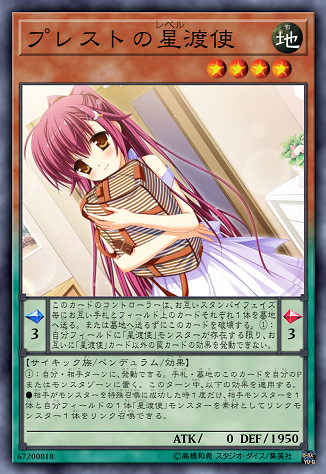 プレストの星渡使
レベル
地
ち
このカードのコントローラーは、お互いスタンバイフェイズ
毎にお互い手札とフィールド上のカードそれぞれ1体を墓地
へ送る。または墓地へ送らずにこのカードを破壊する。①:
自分フィールドに「星渡使」モンスターが存在する限り、お
互いに「星渡使」カード以外の罠カードの効果を発動できない。
3
3
【サイキック族/ペンデュラム/効果】
①:自分・相手ターンに、発動できる。手札・墓地のこのカードを自分のP
またはモンスタゾーンに置く。このターン中、以下の効果を適用する。
●相手がモンスターを特殊召喚に成功した時1度だけ、相手モンスターを1
体と自分フィールドの1体「星渡使」モンスターを素材としてリンクモ
ンスター1体をリンク召喚できる。
ATK/ 0 DEF/1950
67200818
©高橋和希 スタジオ・ダイス/集英社